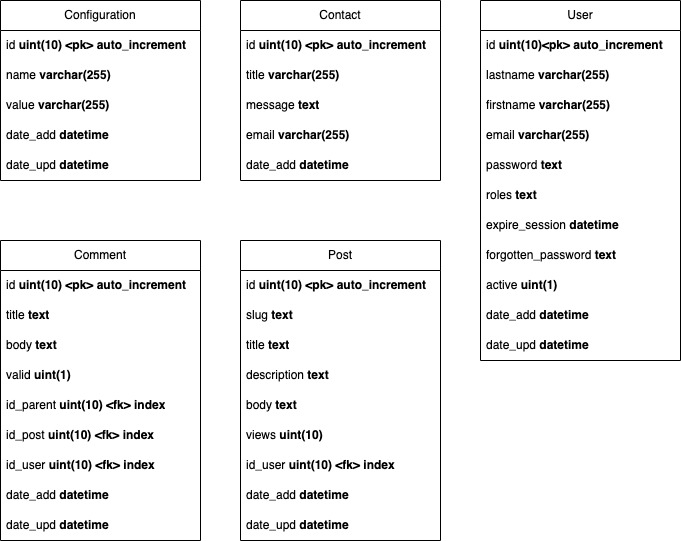 Configuration
id uint(10) <pk> auto_increment
name varchar(255)
value varchar(255)
date_add datetime
date_upd datetime
Contact
id uint(10) <pk> auto_increment
title varchar(255)
message text
email varchar(255)
date_add datetime
User
id uint(10)<pk> auto_increment
lastname varchar(255)
firstname varchar(255)
email varchar(255)
password text
roles text
expire_session datetime
forgotten_password text
active uint(1)
date_add datetime
date_upd datetime
Comment
id uint(10) <pk> auto_increment
title text
body text
valid uint(1)
id_parent uint(10) <fk> index
id_post uint(10) <fk> index
id_user uint(10) <fk> index
date_add datetime
date_upd datetime
Post
id uint(10) <pk> auto_increment
slug text
title text
description text
body text
views uint(10)
id_user uint(10) <fk> index
date_add datetime
date_upd datetime